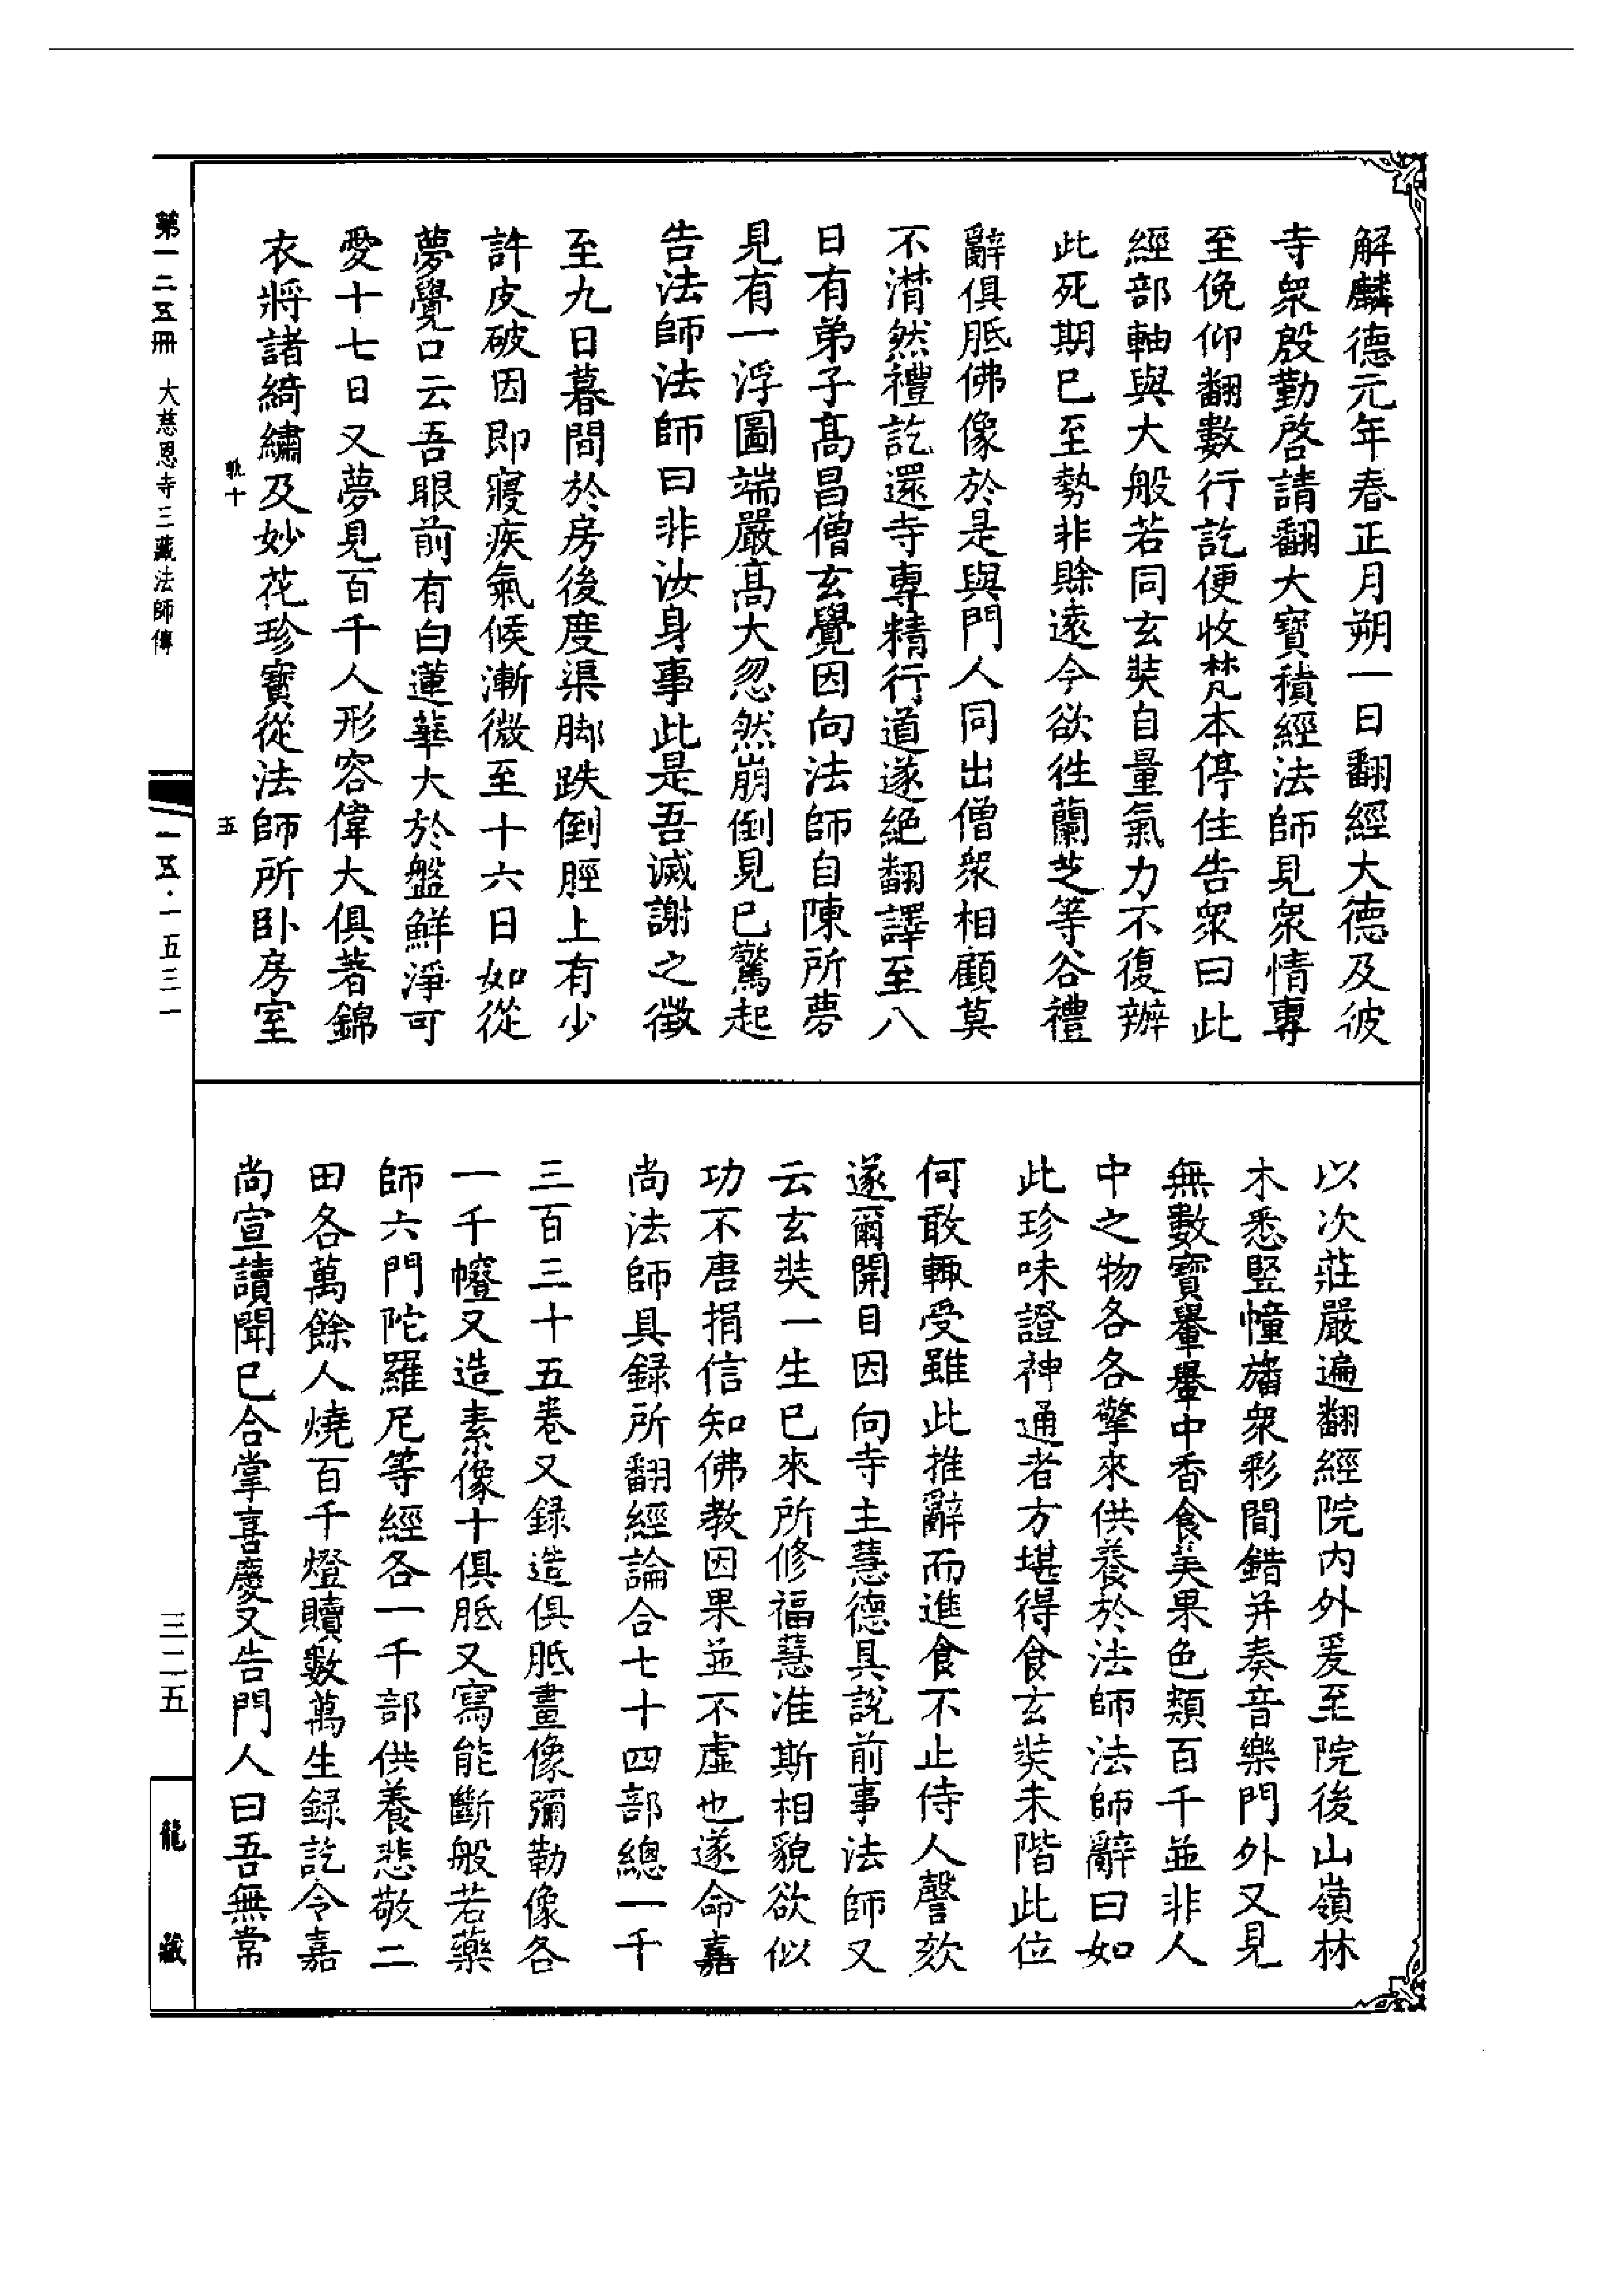 解麟德元年春正月朔一日翻經大德及彼
寺眾殷勤啓請翻大寶積經法師見眾情專
至俛仰翻數行訖便收梵本停住告眾曰此
經部軸與大般若同玄奘自量氣力不復辦
此死期已至勢非賒遠今欲往蘭芝等谷禮
辭俱胝佛像於是與門人同出僧眾相顧莫
不潸然禮訖還寺專精行道遂絕翻譯至八
日有弟子高昌僧玄覺因向法師自陳所夢
見有一浮圖端嚴高大忽然崩倒見已驚起
告法師法師曰非汝身事此是吾滅謝之徵
至九日暮間於房後度渠脚跌倒脛上有少
許皮破因即寢疾氣候漸微至十六日如從
夢覺口云吾眼前有白蓮華大於盤鮮淨可
愛十七日又夢見百千人形容偉大俱著錦
衣將諸綺繡及妙花珍寶從法師所卧房室
以次莊嚴遍翻經院內外爰至院後山嶺林
木悉竪幢旛眾彩間錯并奏音樂門外又見
無數寶轝轝中香食美果色類百千並非人
中之物各各擎來供養於法師法師辭曰如
此珍味證神通者方堪得食玄奘未階此位
何敢輒受雖此推辭而進食不止侍人謦欬
遂爾開目因向寺主慧德具說前事法師又
云玄奘一生已來所修福慧准斯相貌欲似
功不唐捐信知佛教因果並不虛也遂命嘉
尚法師具録所翻經論合七十四部總一千
三百三十五卷又録造俱胝畫像彌勒像各
一千幀又造素像十俱胝又寫能斷般若藥
師六門陀羅尼等經各一千部供養悲敬二
田各萬餘人燒百千燈贖數萬生録訖令嘉
尚宣讀聞已合掌喜慶又告門人曰吾無常
第一二五冊 大慈恩寺三藏法師傳
軌十
五
一五·一五三一
三二五
龍藏